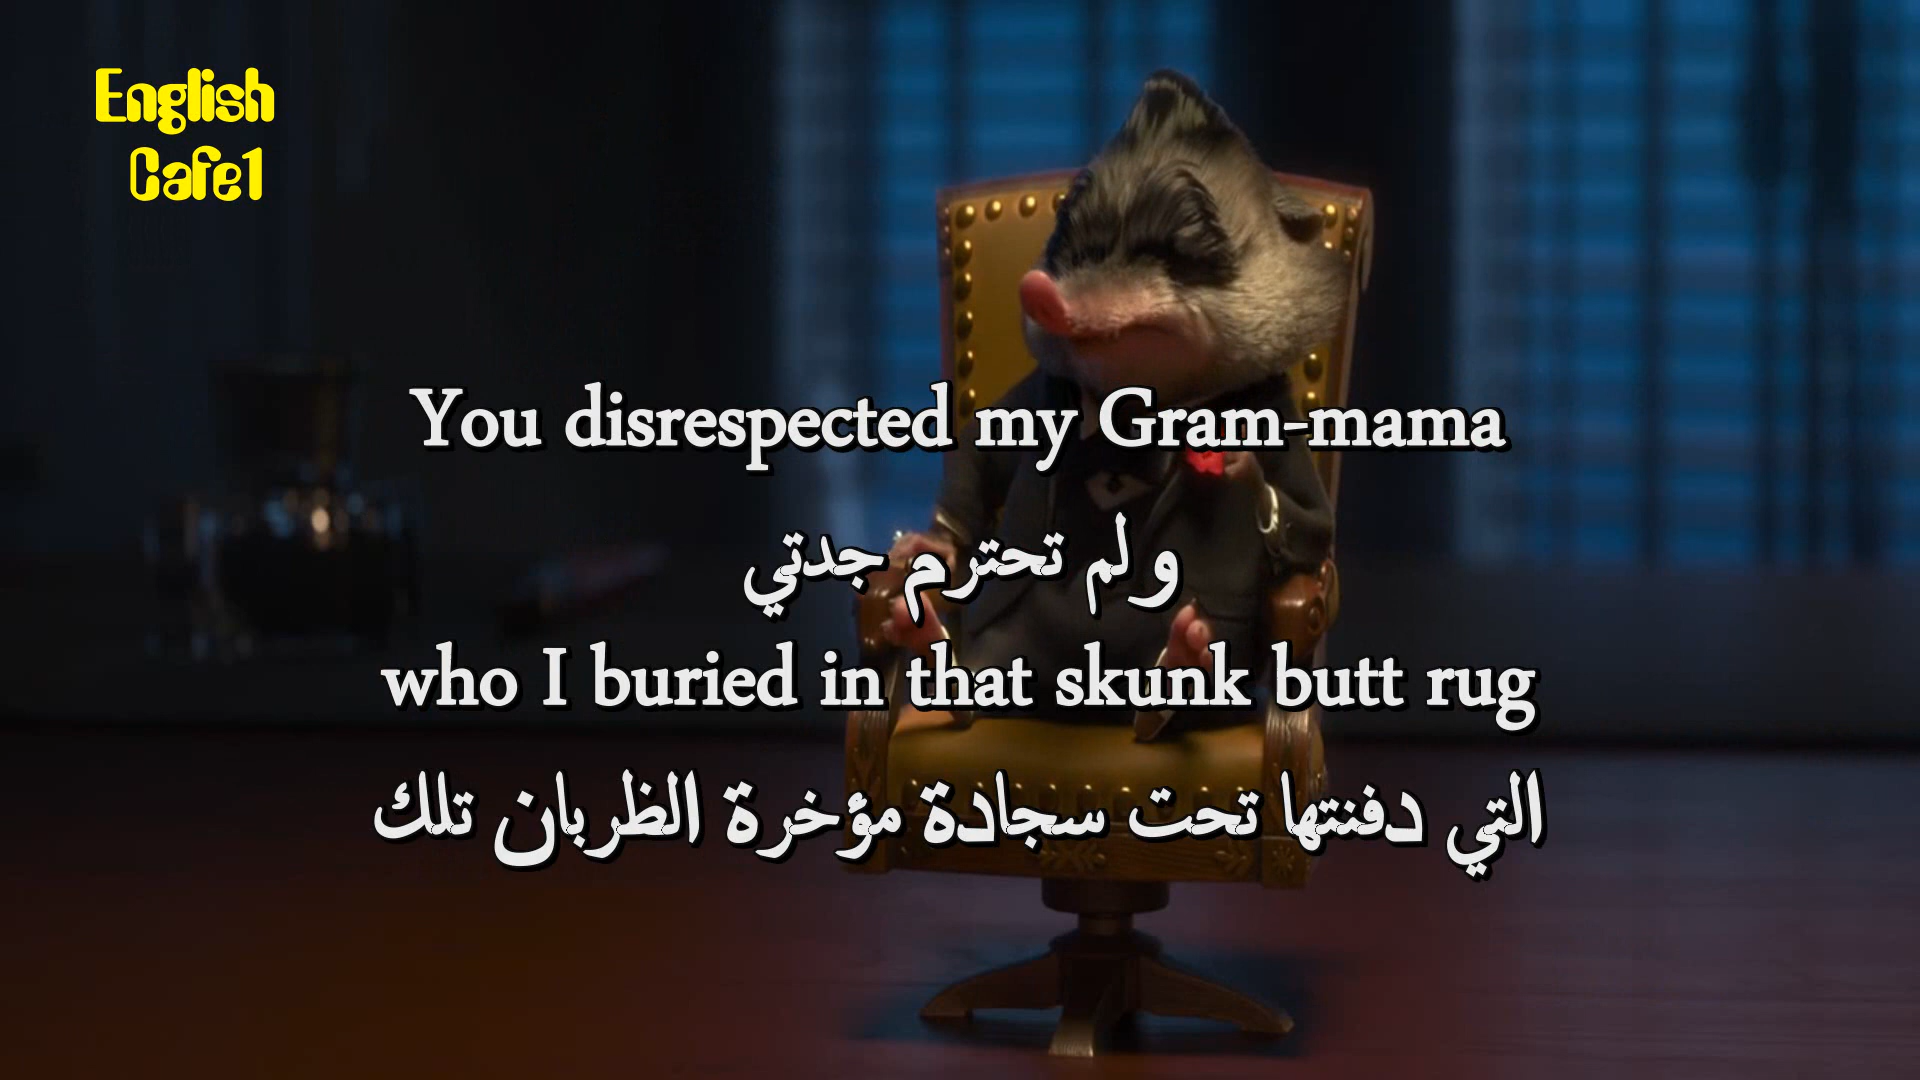 English
Cafe1
You disrespected my Gram-mama
ولم تحترم جدتي
who I buried in that skunk butt rug
التي دفنتها تحت سجادة مؤخرة الظربان تلك